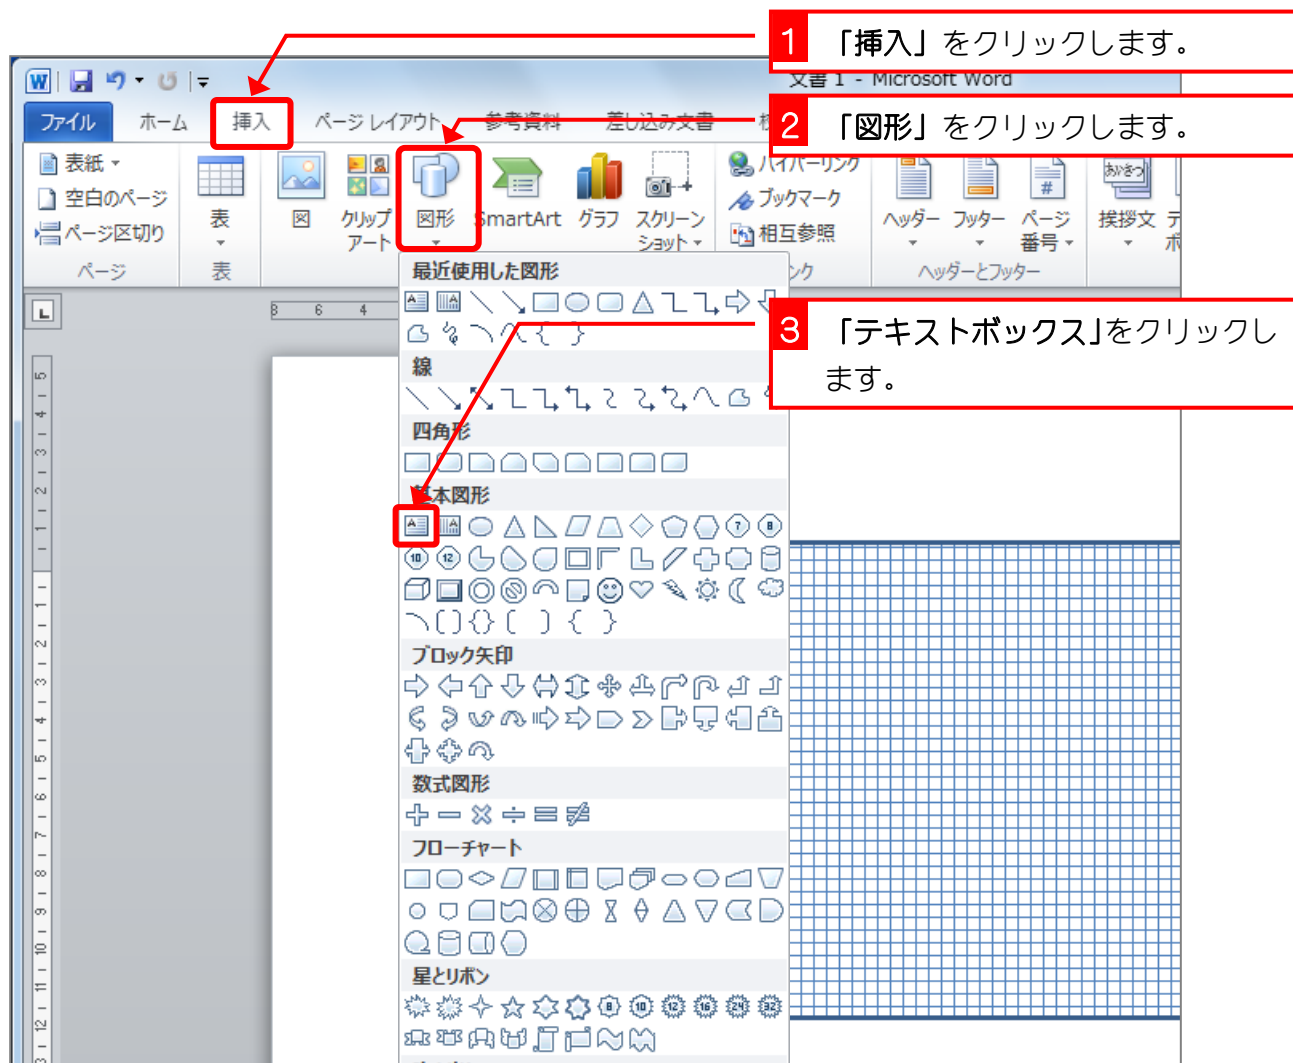 1 「挿入」をクリックします。
文書 1 - Microsoft Word
2 「図形」をクリックします。
ファイル ホーム 挿入 ページ レイアウト 参考資料 差し込み文書
表紙
空白のページ
ページ区切り
ページ
表
表
図
クリップ
アート
図形
SmartArt
グラフ
スクリーン
ショット
ハイパーリンク
ブックマーク
相互参照
ヘッダー
フッター
ページ
番号
ヘッダーとフッター
あいさつ
挨拶文
8 6 4
最近使用した図形
3 「テキストボックス」をクリックし
ます。
線
四角形
基本図形
ブロック矢印
数式図形
フローチャート
星とリボン